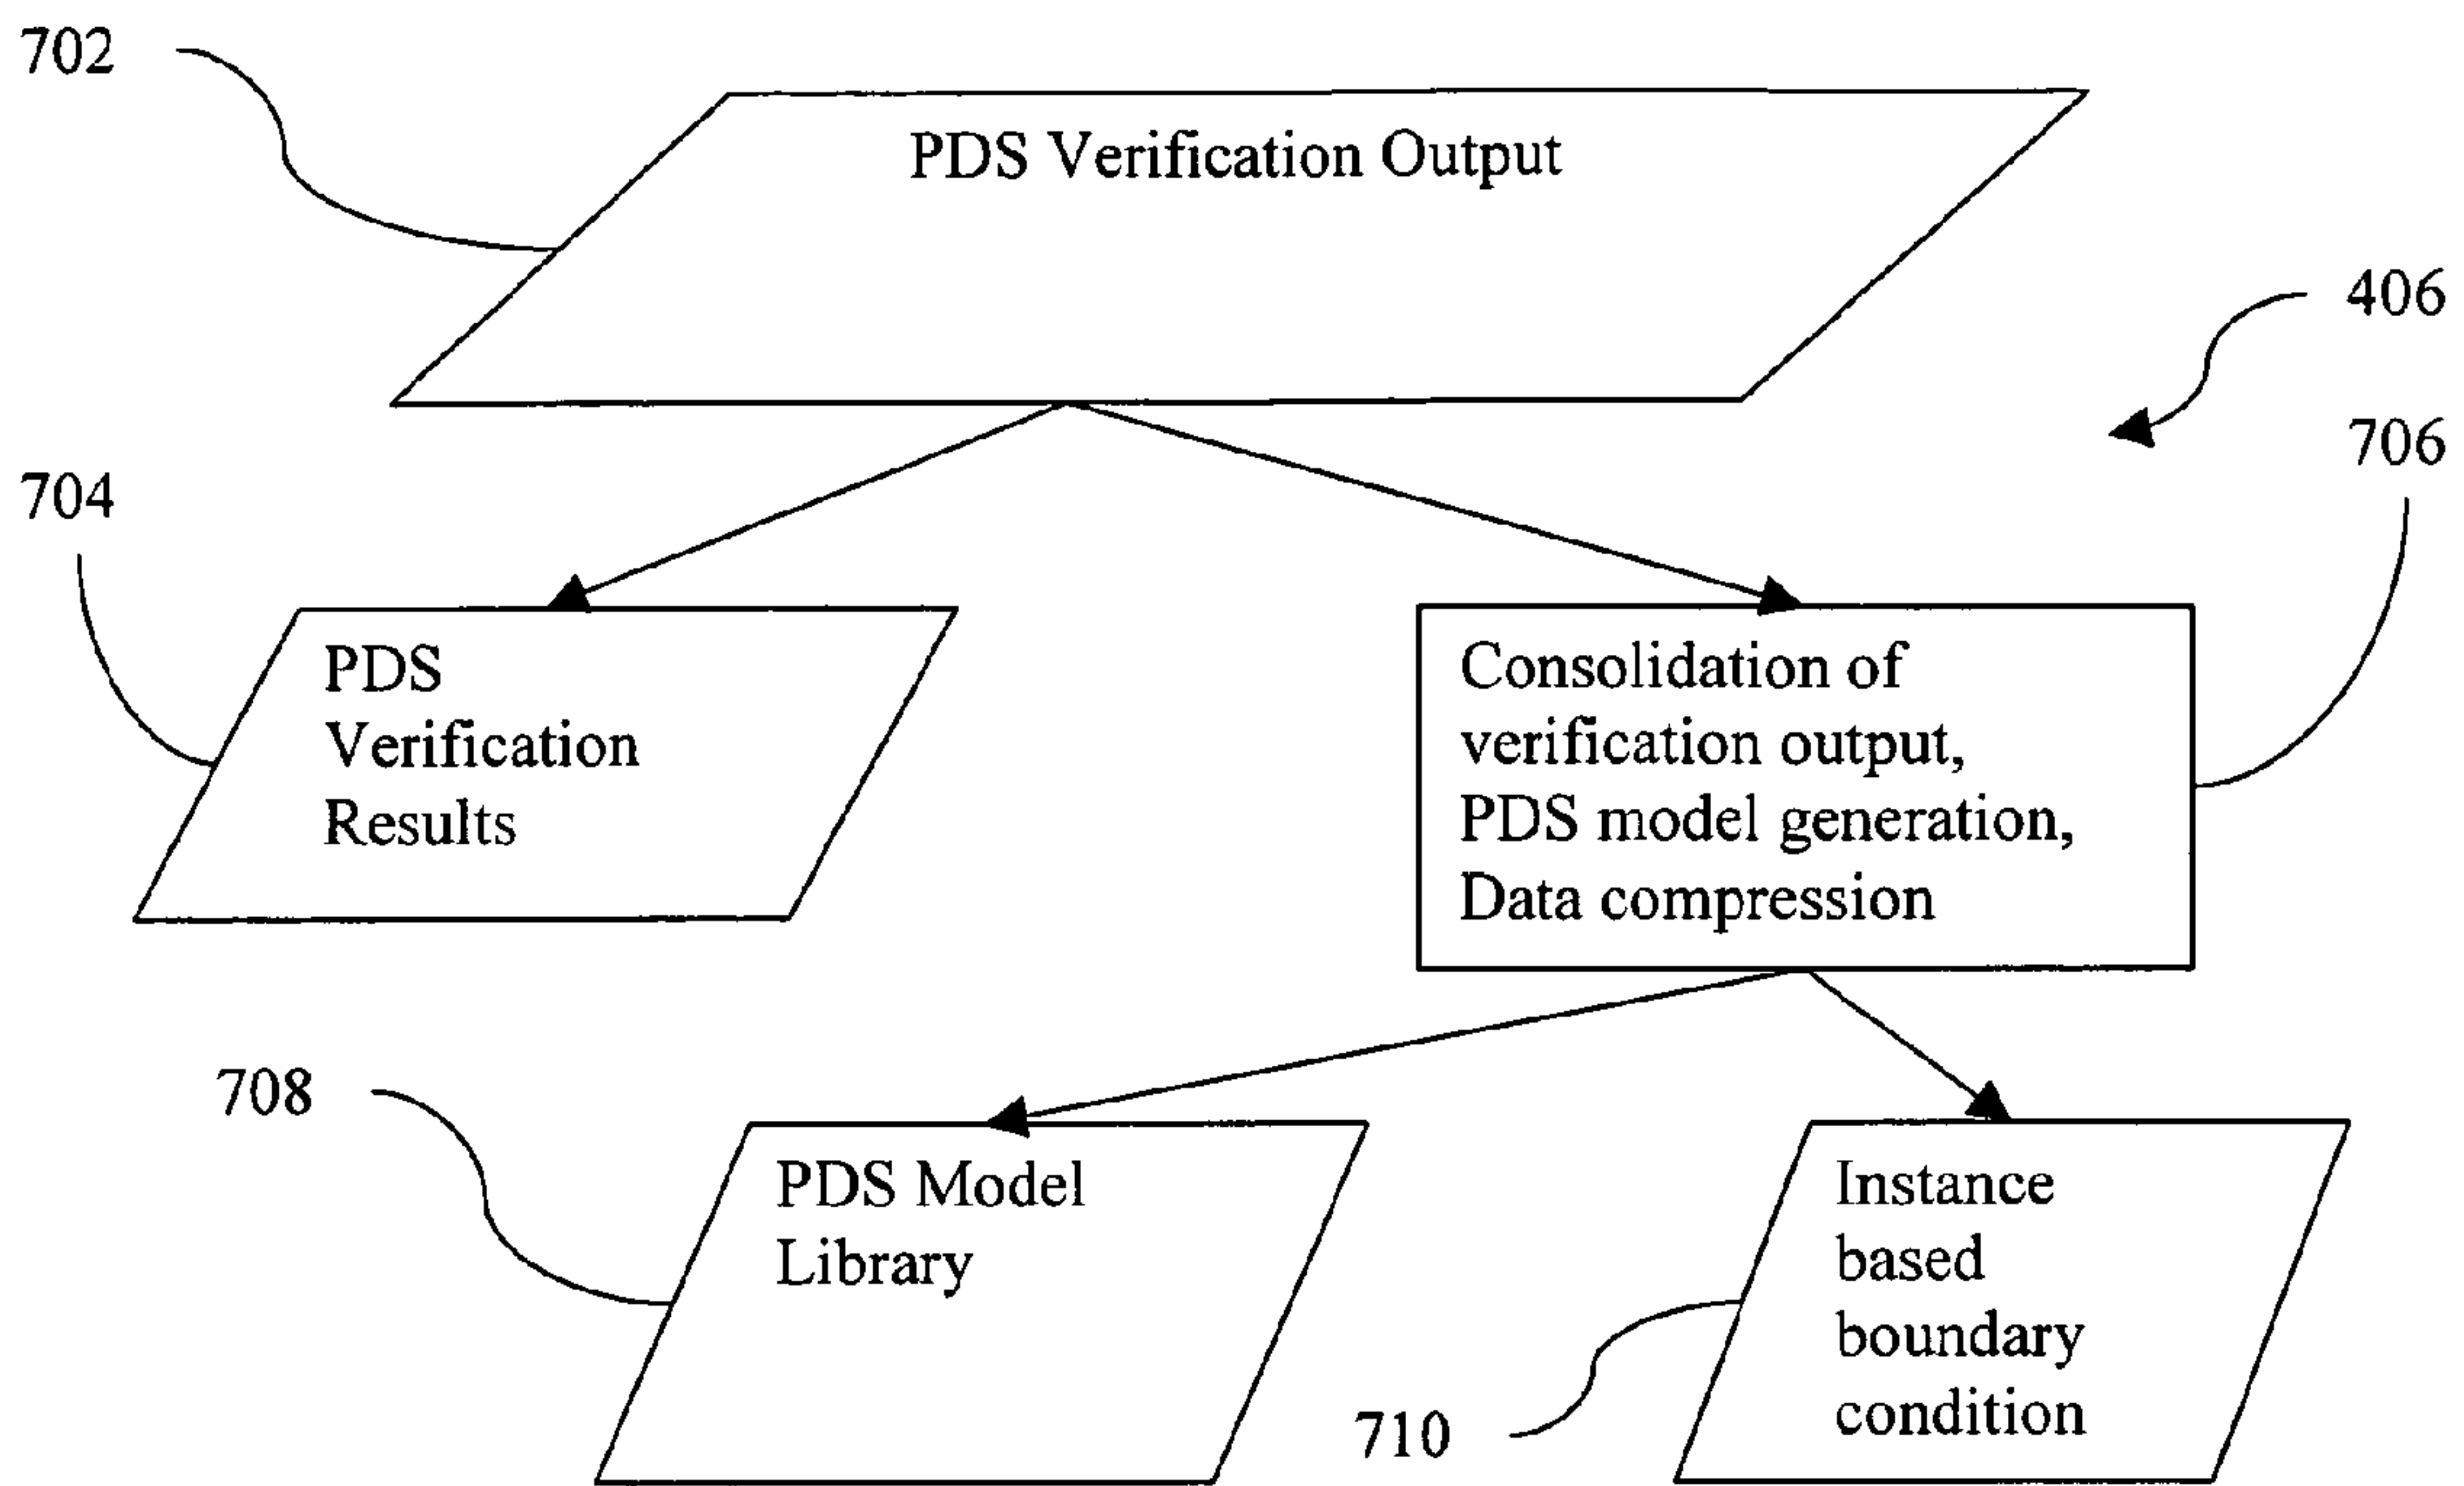 702
PDS Verification Output
406
706
704
PDS
Verification
Results
Consolidation of
verification output,
PDS model generation,
Data compression
708
PDS Model
Library
Instance
based
boundary
condition
710